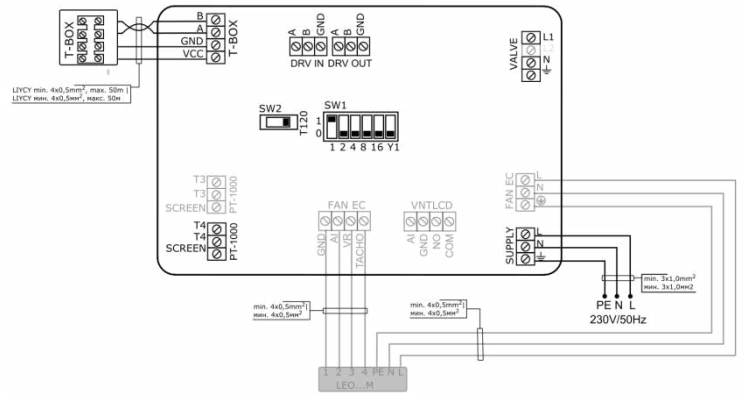 T-BOX
B
A
GND
VCC
T-BOX
LIYCY min. 4x0,5mm², max. 50m |
LIYCY мин. 4x0,5мм², макс. 50м
A
B
GND
A
B
GND
DRV IN
DRV OUT
VALVE
L1
L2
N
SW2
T120
SW1
1
0
1 2 4 8 16 Y1
T3
T3
SCREEN
PT-1000
T4
T4
SCREEN
PT-1000
FAN EC
GND
AI
VR
TACHO
VNTLCD
AI
GND
NO
COM
FAN EC
L
N
SUPPLY
L
N
min. 3x1,0mm²
мин. 3x1,0мм2
PE N L
230V/50Hz
min. 4x0,5mm²|
мин. 4x0,5мм²
min. 4x0,5mm²|
мин. 4x0,5мм²
1 2 3 4 PE N L
LEO...M